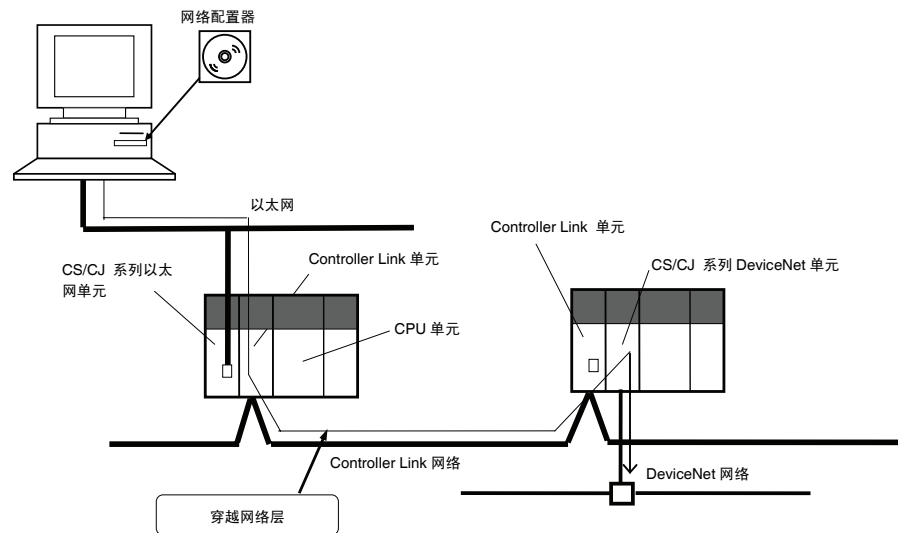 网络配置器
以太网
Controller Link 单元
CS/CJ 系列以太
网单元
Controller Link 单元
CS/CJ 系列 DeviceNet 单元
CPU 单元
Controller Link 网络
DeviceNet 网络
穿越网络层